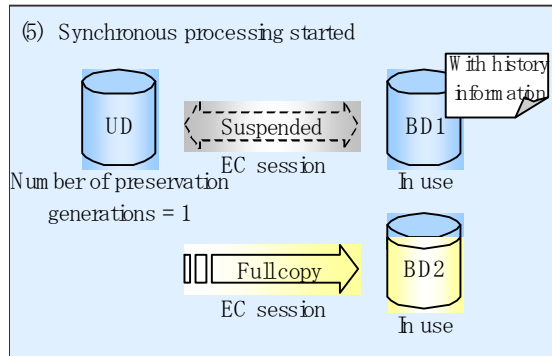 (5) Synchronous processing started
With history
information
UD
Suspended
BD1
EC session
In use
Number of preservation
generations = 1
Fullcopy
BD2
EC session
In use